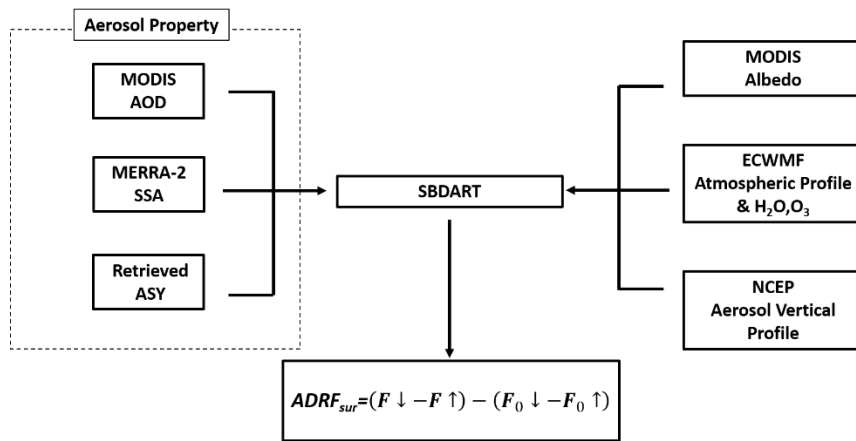 Aerosol Property
MODIS
AOD
MERRA-2
SSA
Retrieved
ASY
SBDART
MODIS
Albedo
ECWMF
Atmospheric Profile
& H₂O,O₃
NCEP
Aerosol Vertical
Profile
ADRFₛᵤᵣ=(F ↓ −F ↑) − (F₀ ↓ −F₀ ↑)